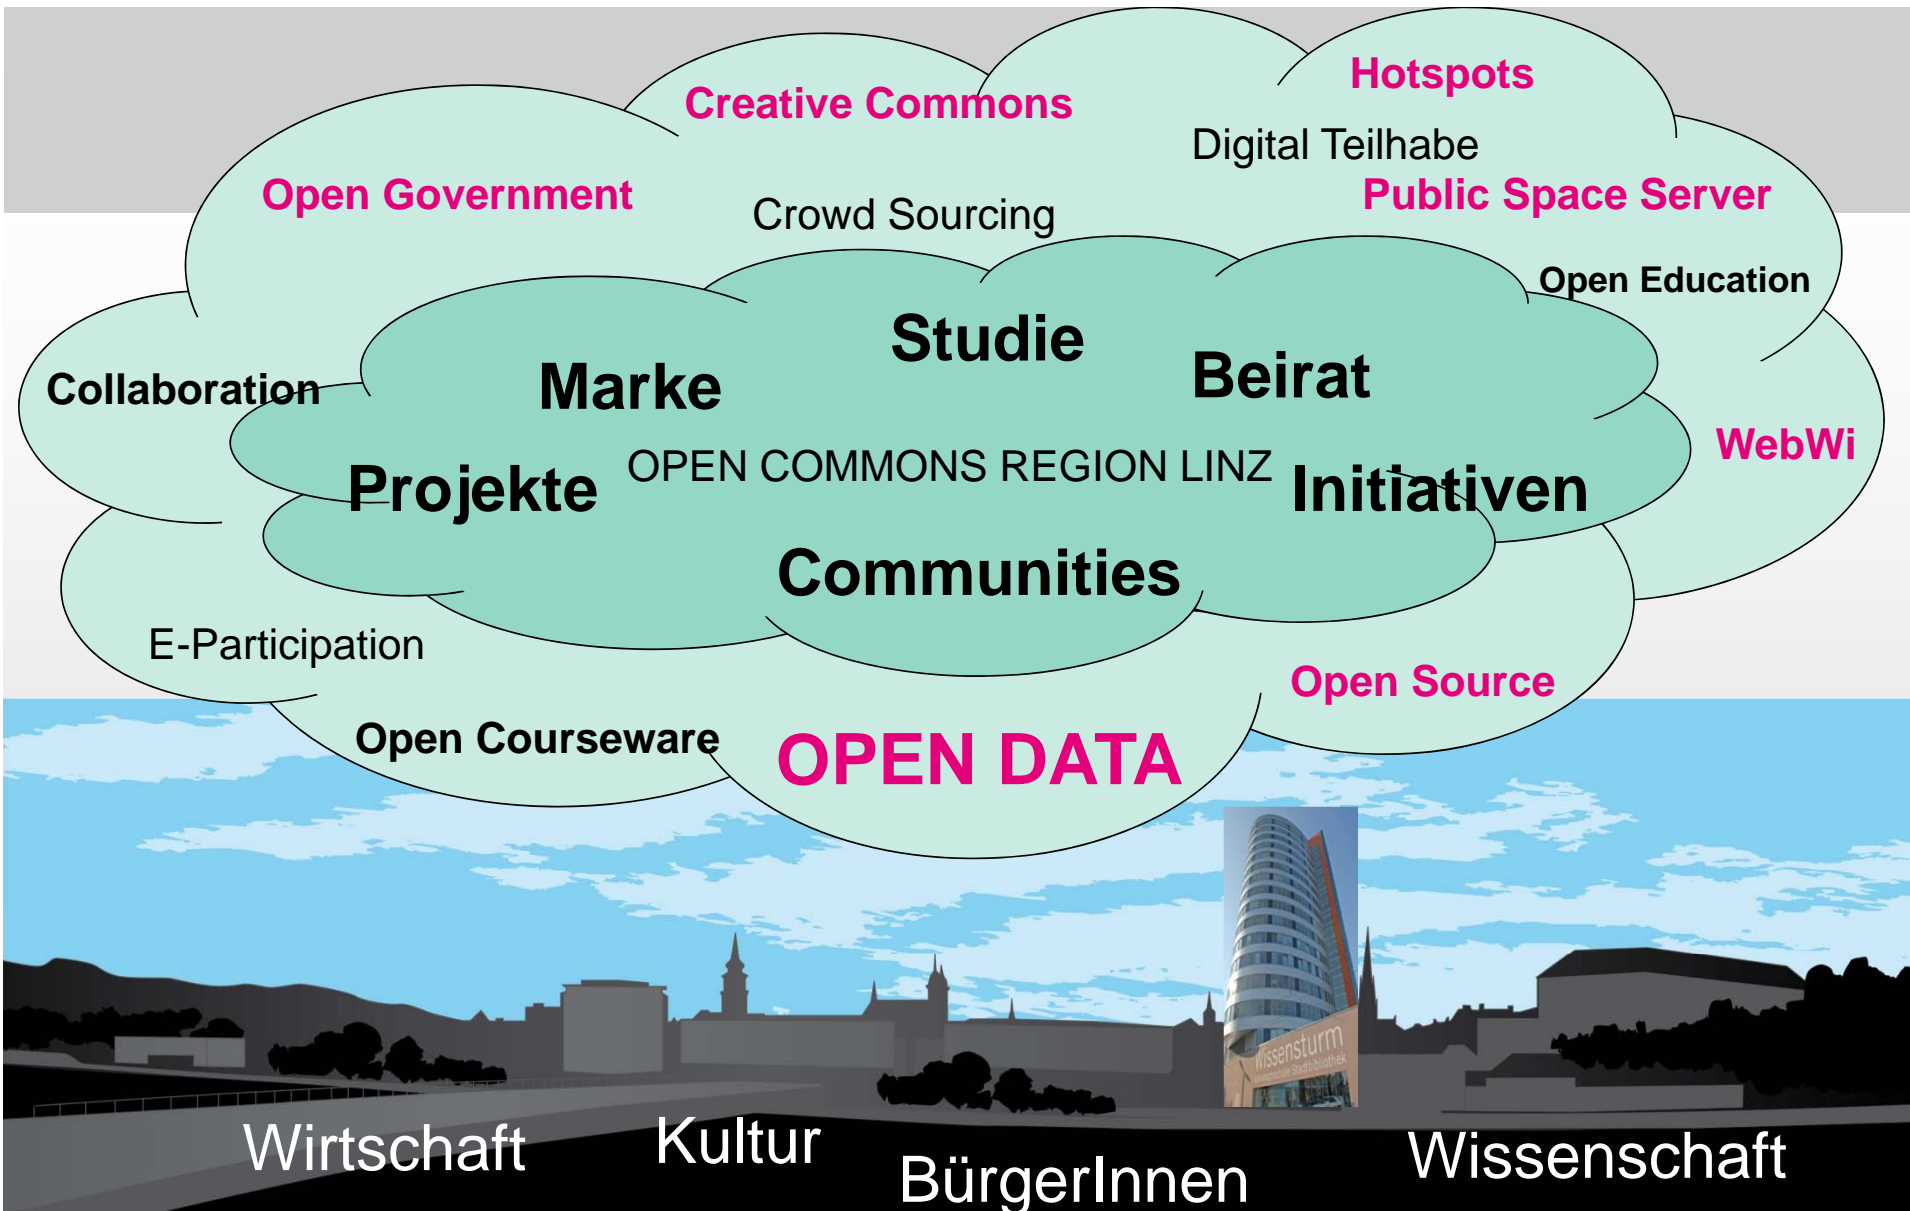 Hotspots
Creative Commons
Digital Teilhabe
Open Government
Public Space Server
Crowd Sourcing
Open Education
Studie
Marke
Beirat
Collaboration
WebWi
OPEN COMMONS REGION LINZ
Projekte
Initiativen
Communities
E-Participation
Open Source
Open Courseware
OPEN DATA
Wissensturm
Volkshochschule Stadtbibliothek
Wirtschaft
Kultur
BürgerInnen
Wissenschaft